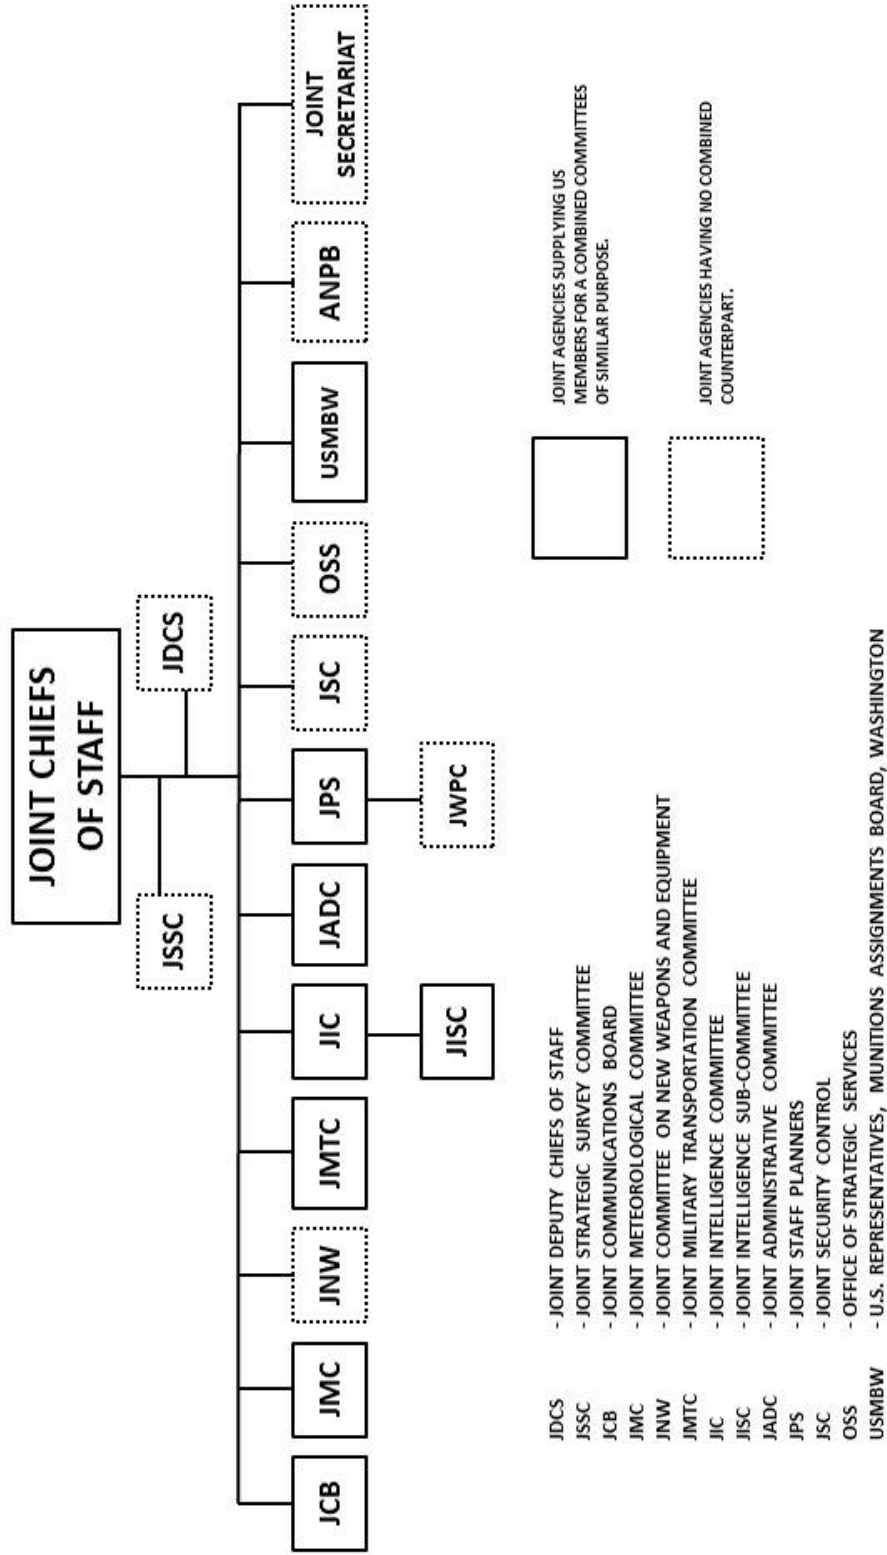 JOINT CHIEFS
OF STAFF
JSSC
JDCS
JCB
JMC
JNW
JMTC
JIC
JADC
JPS
JSC
OSS
USMBW
ANPB
JOINT
SECRETARIAT
JISC
JWPC
JDCS - JOINT DEPUTY CHIEFS OF STAFF
JSSC - JOINT STRATEGIC SURVEY COMMITTEE
JCB - JOINT COMMUNICATIONS BOARD
JMC - JOINT METEOROLOGICAL COMMITTEE
JNW - JOINT COMMITTEE ON NEW WEAPONS AND EQUIPMENT
JMTC - JOINT MILITARY TRANSPORTATION COMMITTEE
JIC - JOINT INTELLIGENCE COMMITTEE
JISC - JOINT INTELLIGENCE SUB-COMMITTEE
JADC - JOINT ADMINISTRATIVE COMMITTEE
JPS - JOINT STAFF PLANNERS
JSC - JOINT SECURITY CONTROL
OSS - OFFICE OF STRATEGIC SERVICES
USMBW - U.S. REPRESENTATIVES, MUNITIONS ASSIGNMENTS BOARD, WASHINGTON
JOINT AGENCIES SUPPLYING US
MEMBERS FOR A COMBINED COMMITTEES
OF SIMILAR PURPOSE.
JOINT AGENCIES HAVING NO COMBINED
COUNTERPART.